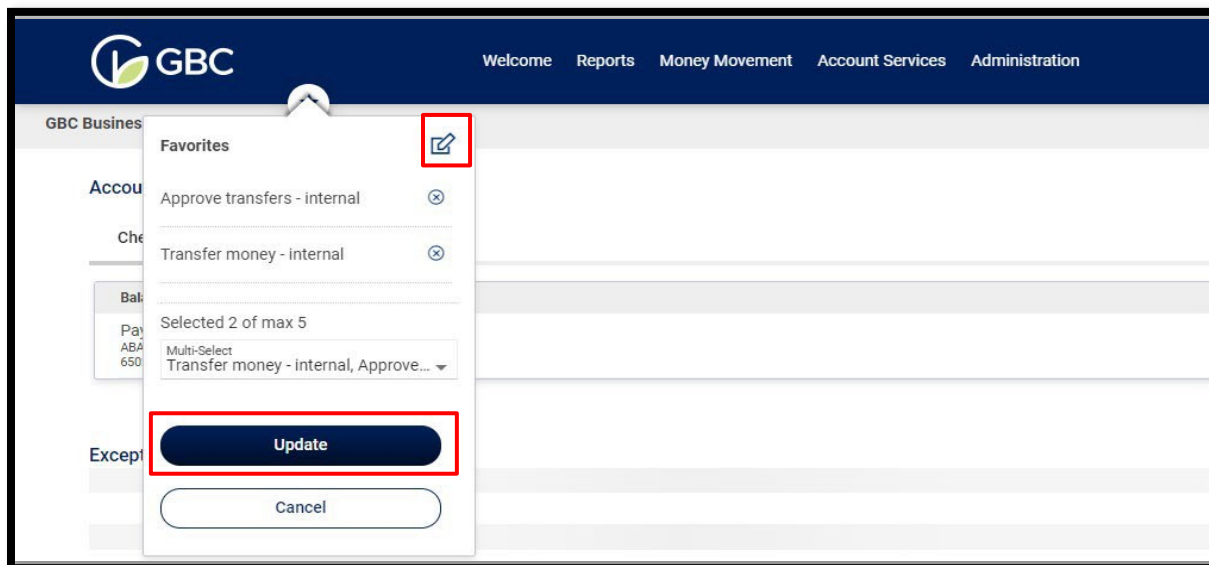 GBC
Welcome Reports Money Movement Account Services Administration
GBC Busines
Favorites
Accou
Approve transfers - internal
Che
Transfer money - internal
Bal
Selected 2 of max 5
Pay
ABA
Multi-Select
650
Transfer money - internal, Approve...
Update
Except
Cancel